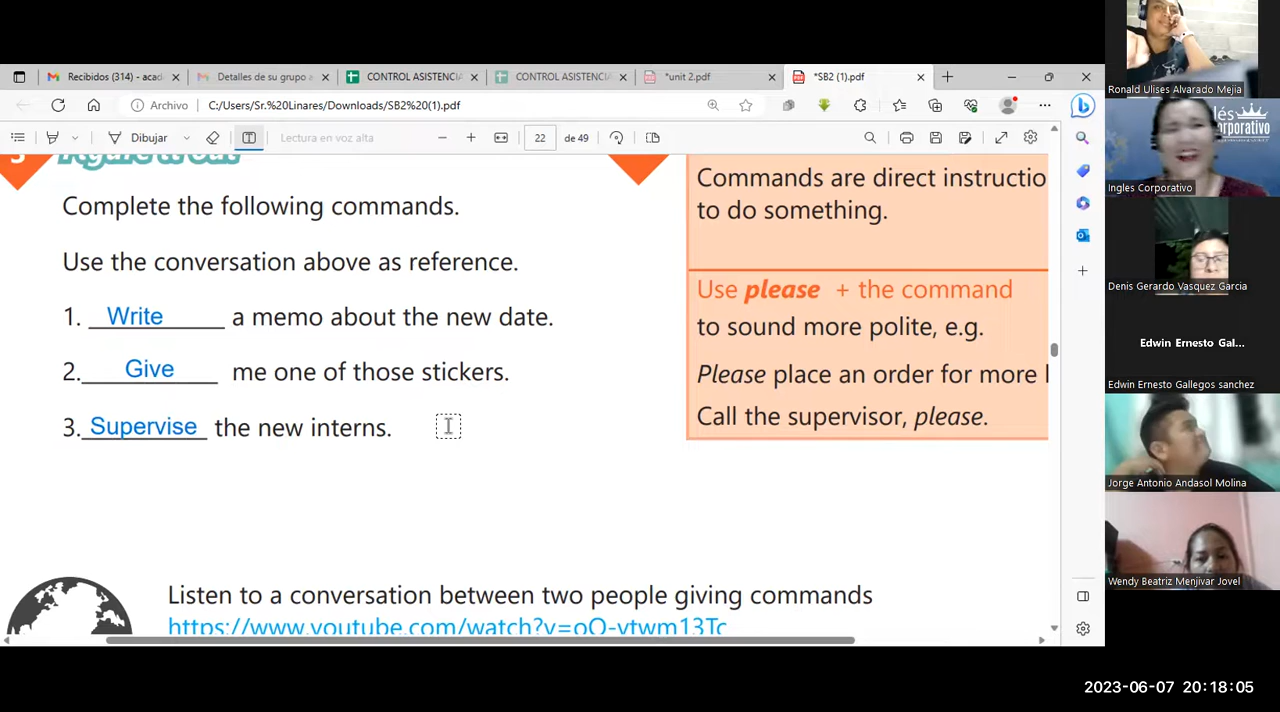 Recibidos (314) - acad
Detalles de su grupo a
CONTROL ASISTENCIA
CONTROL ASISTENCIA
*unit 2.pdf
*SB2 (1).pdf
Archivo
C:/Users/Sr.%20Linares/Downloads/SB2%20(1).pdf
Dibujar
Lectura en voz alta
22
de 49
Complete the following commands.
Use the conversation above as reference.
1. Write a memo about the new date.
2. Give me one of those stickers.
3. Supervise the new interns.
Commands are direct instructio
to do something.
Use please + the command
to sound more polite, e.g.
Please place an order for more
Call the supervisor, please.
Listen to a conversation between two people giving commands
https://www.youtube.com/watch?v=oO-vtwm13Tc
Ronald Ulises Alvarado Mejia
Ingles Corporativo
Denis Gerardo Vasquez Garcia
Edwin Ernesto Gal...
Edwin Ernesto Gallegos sanchez
Jorge Antonio Andasol Molina
Wendy Beatriz Menjivar Jovel
2023-06-07 20:18:05